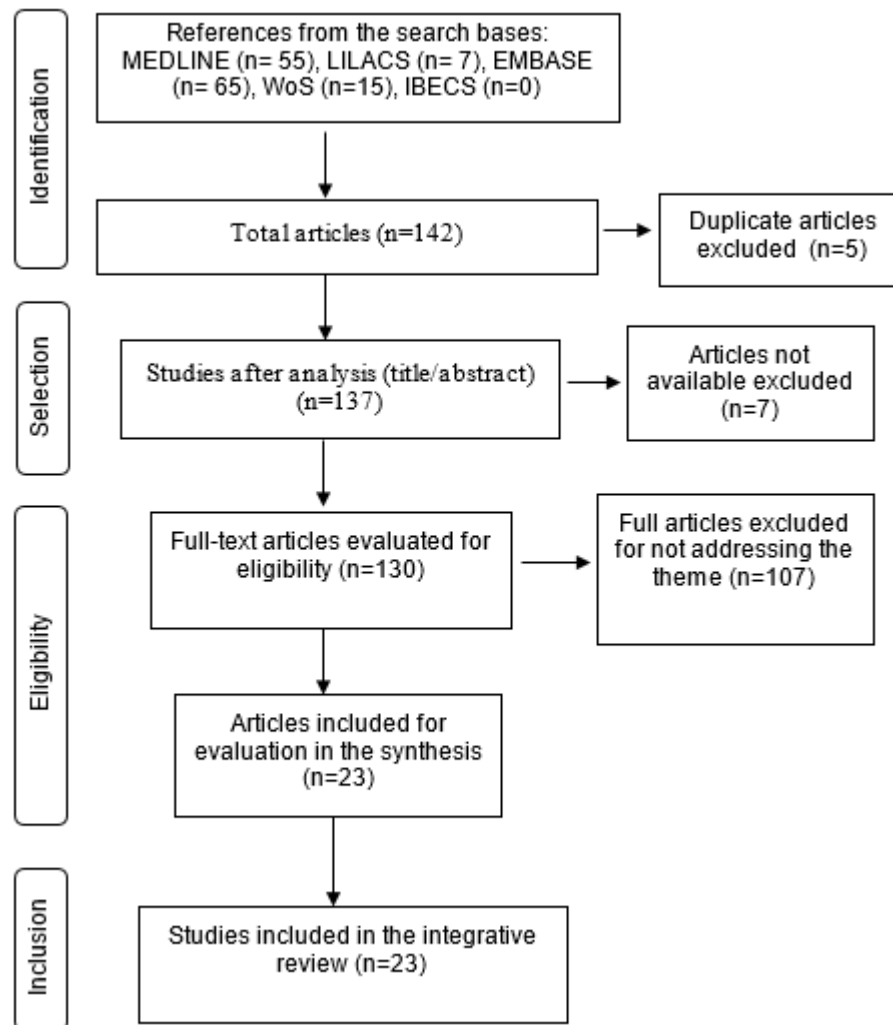 Identification
References from the search bases:
MEDLINE (n= 55), LILACS (n= 7), EMBASE
(n= 65), WoS (n=15), IBECS (n=0)
Total articles (n=142)
Duplicate articles
excluded (n=5)
Selection
Studies after analysis (title/abstract)
(n=137)
Articles not
available excluded
(n=7)
Eligibility
Full-text articles evaluated for
eligibility (n=130)
Full articles excluded
for not addressing the
theme (n=107)
Articles included for
evaluation in the synthesis
(n=23)
Inclusion
Studies included in the integrative
review (n=23)